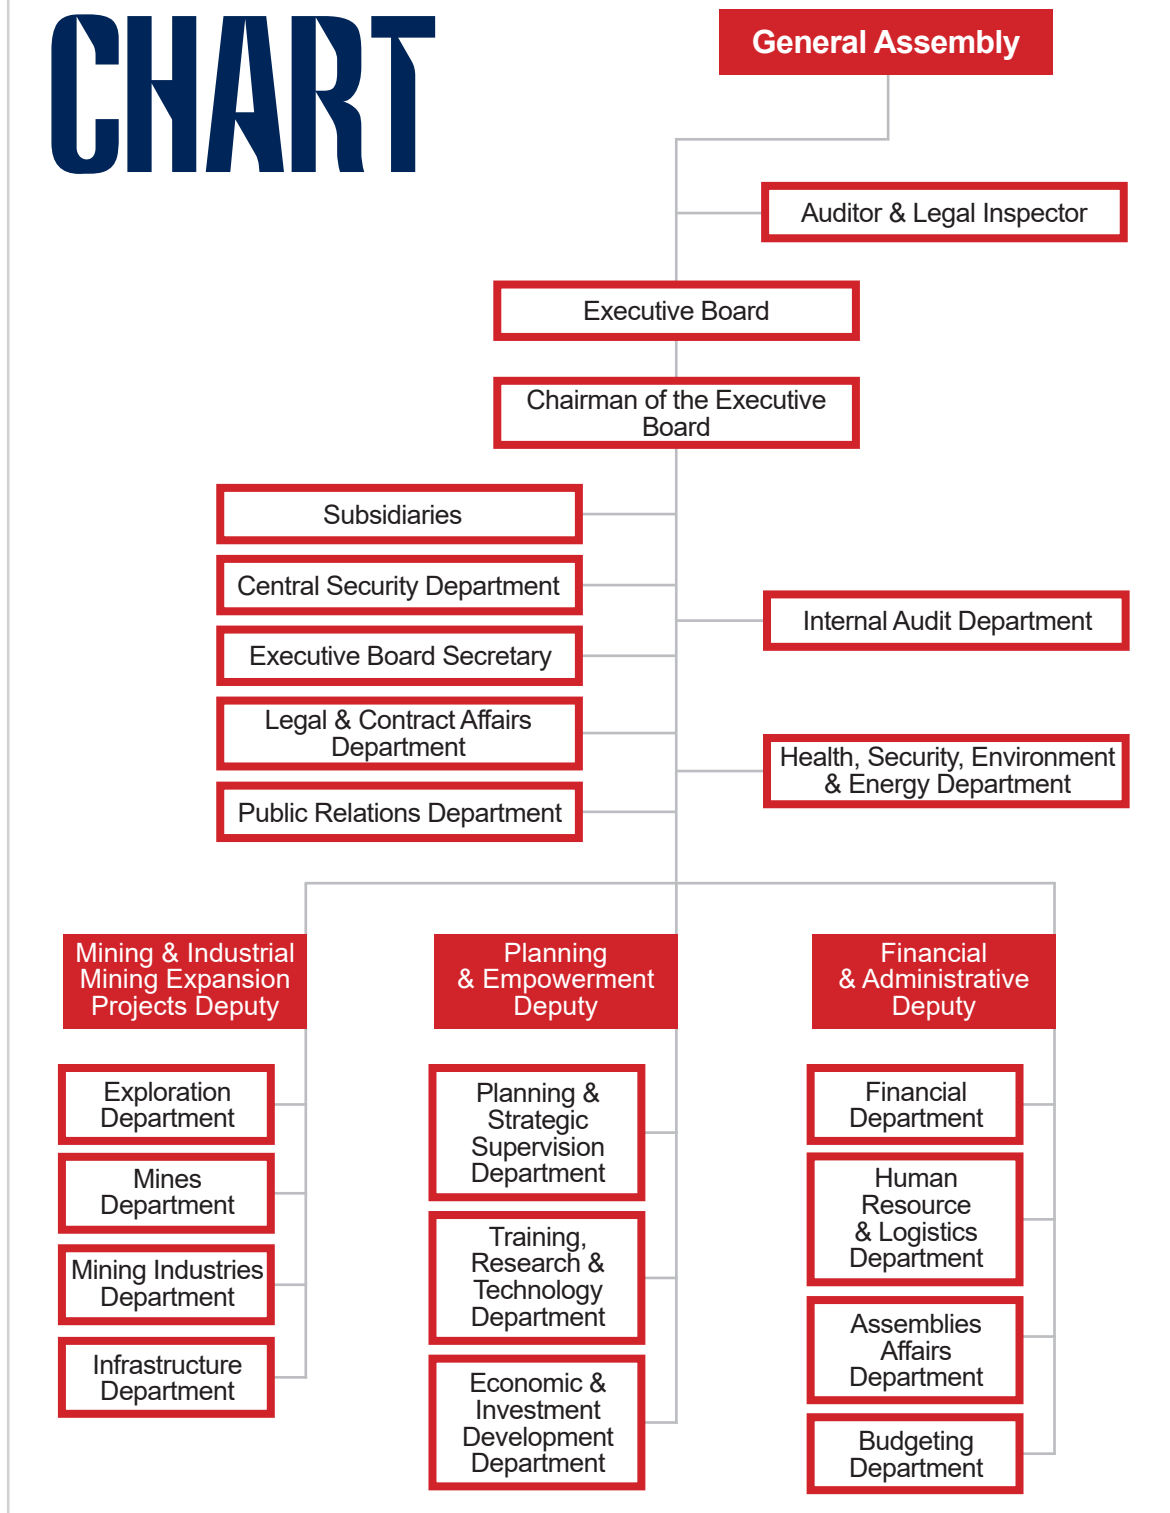 CHART
General Assembly
Auditor & Legal Inspector
Executive Board
Chairman of the Executive
Board
Subsidiaries
Central Security Department
Internal Audit Department
Executive Board Secretary
Legal & Contract Affairs
Department
Health, Security, Environment
& Energy Department
Public Relations Department
Mining & Industrial
Mining Expansion
Projects Deputy
Exploration
Department
Mines
Department
Mining Industries
Department
Infrastructure
Department
Planning
& Empowerment
Deputy
Planning &
Strategic
Supervision
Department
Training,
Research &
Technology
Department
Economic &
Investment
Development
Department
Financial
& Administrative
Deputy
Financial
Department
Human
Resource
& Logistics
Department
Assemblies
Affairs
Department
Budgeting
Department